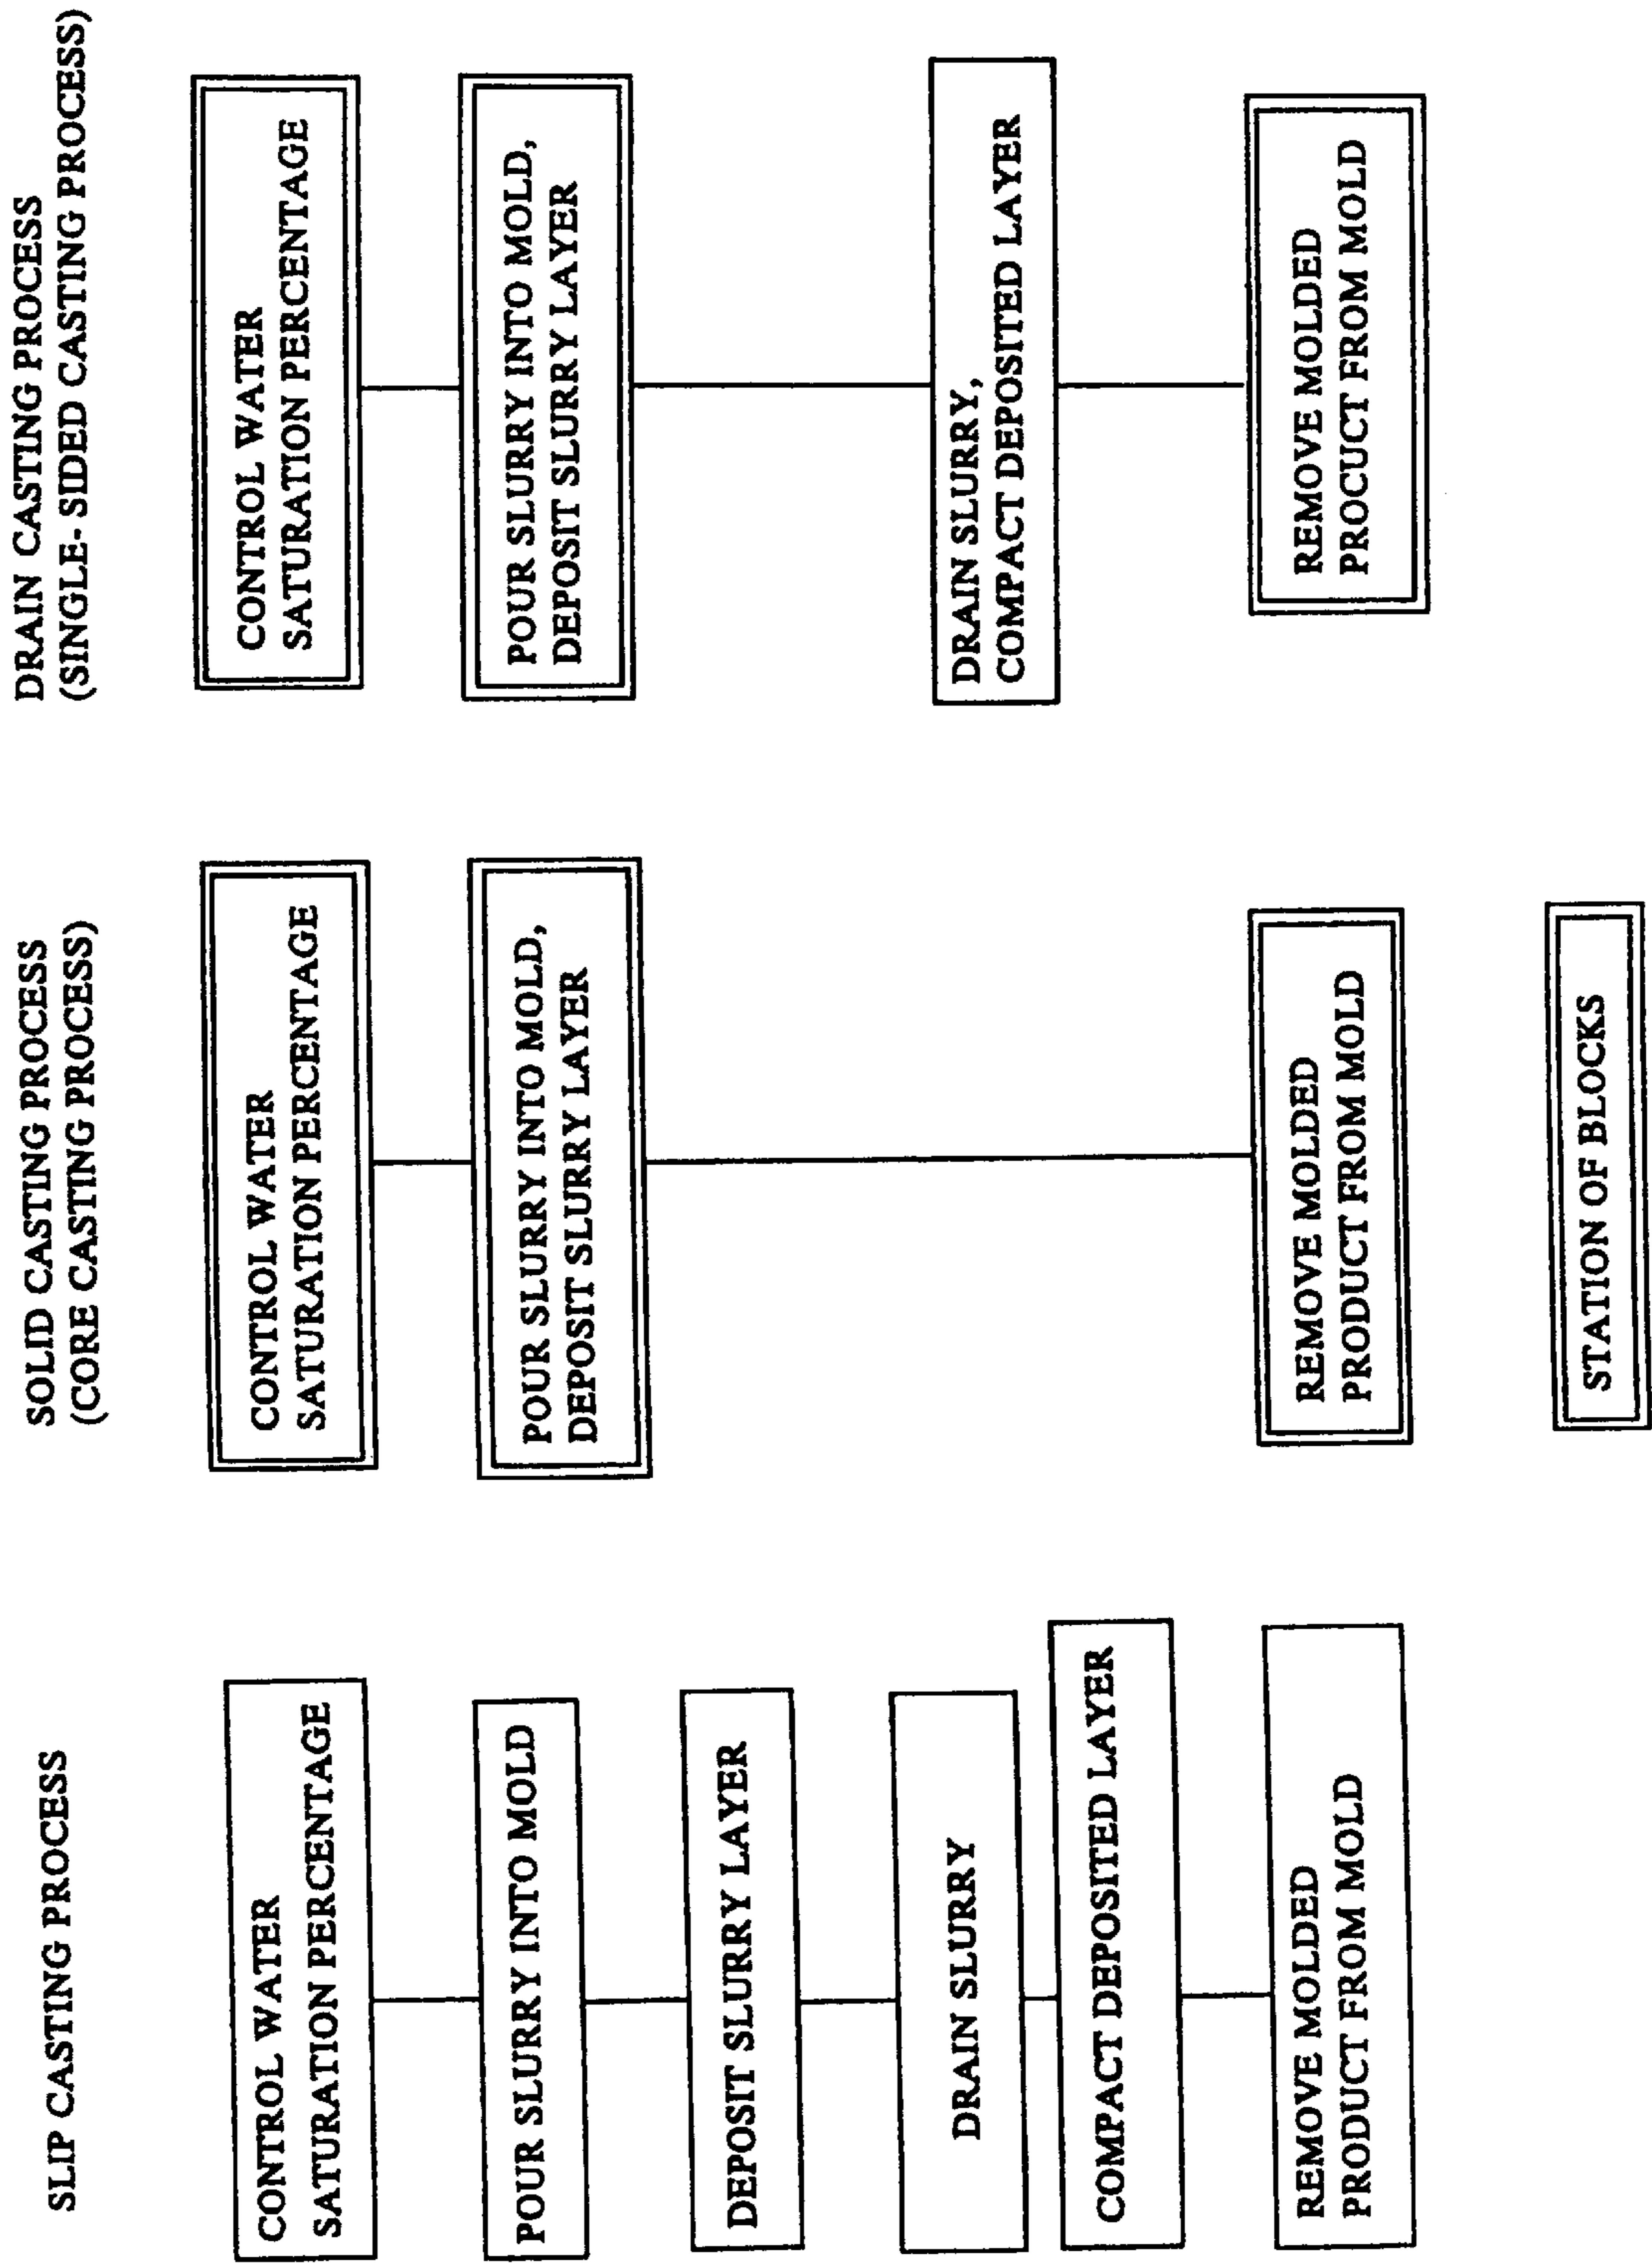 SLIP CASTING PROCESS
CONTROL WATER
SATURATION PERCENTAGE
POUR SLURRY INTO MOLD
DEPOSIT SLURRY LAYER
DRAIN SLURRY
COMPACT DEPOSITED LAYER
REMOVE MOLDED
PRODUCT FROM MOLD
SOLID CASTING PROCESS
(CORE CASTING PROCESS)
CONTROL WATER
SATURATION PERCENTAGE
POUR SLURRY INTO MOLD,
DEPOSIT SLURRY LAYER
REMOVE MOLDED
PRODUCT FROM MOLD
STATION OF BLOCKS
DRAIN CASTING PROCESS
(SINGLE-SIDED CASTING PROCESS)
CONTROL WATER
SATURATION PERCENTAGE
POUR SLURRY INTO MOLD,
DEPOSIT SLURRY LAYER
DRAIN SLURRY,
COMPACT DEPOSITED LAYER
REMOVE MOLDED
PROCUCT FROM MOLD